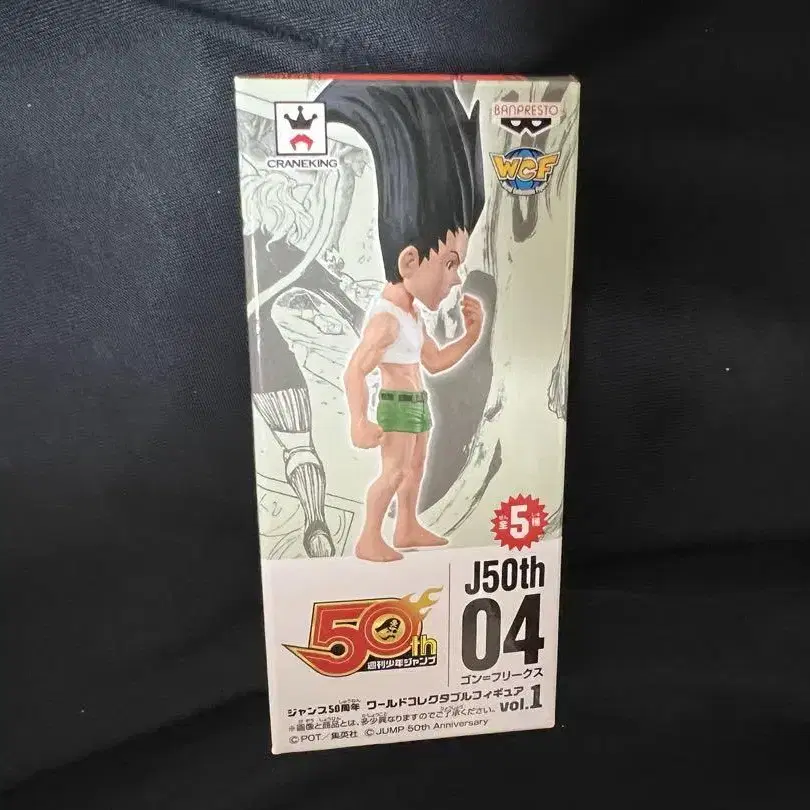 CRANEKING
BANPRESTO
WCF
全5種
50th
週刊少年ジャンプ
J50th
04
ゴン=フリークス
ジャンプ50周年 ワールドコレクタブルフィギュア vol.1
※画像と商品とは、多少異なりますのでご了承ください。
©POT/集英社 ©JUMP 50th Anniversary